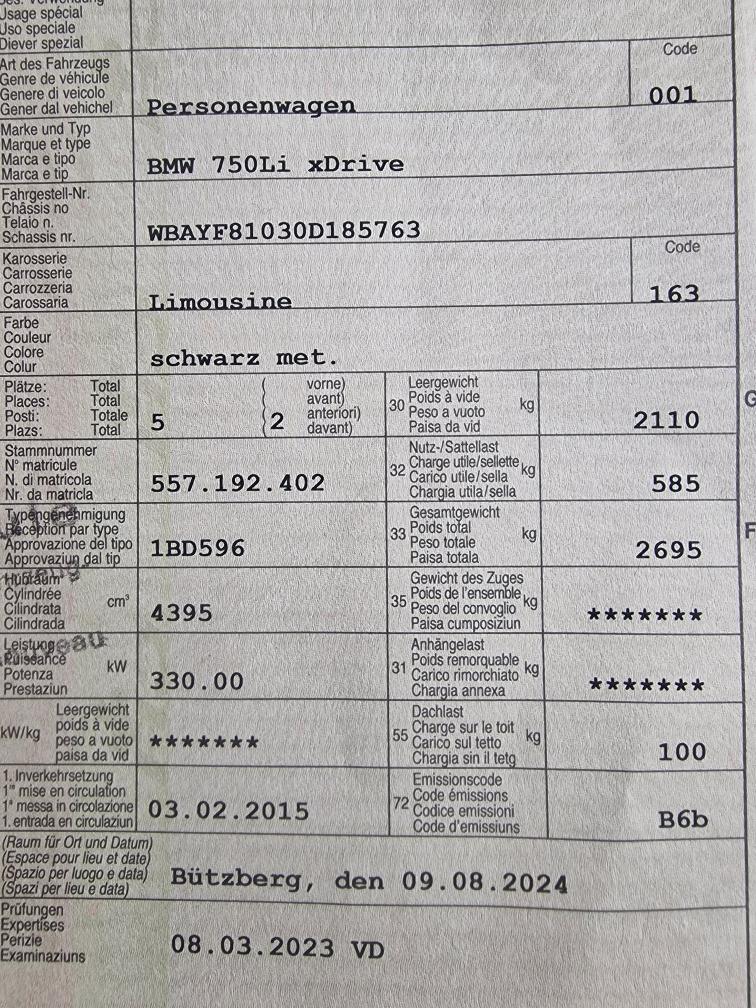 Usage spécial
Uso speciale
Diever spezial
Art des Fahrzeugs
Genre de véhicule
Genere di veicolo
Gener dal vehichel
Personenwagen
Code
001
Marke und Typ
Marque et type
Marca e tipo
Marca e tip
BMW 750Li xDrive
Fahrgestell-Nr.
Châssis no
Telaio n.
Schassis nr.
WBAYF81030D185763
Karosserie
Carrosserie
Carrozzeria
Carossaria
Limousine
Code
163
Farbe
Couleur
Colore
Colur
schwarz met.
Plätze: Total
Places: Total
Posti: Totale
Plazs: Total
5
( vorne)
( avant)
( anteriori)
( 2 davant)
30 Leergewicht
Poids à vide
Peso a vuoto
Paisa da vid
kg
2110
Stammnummer
N° matricule
N. di matricola
Nr. da matricla
557.192.402
32 Nutz-/Sattellast
Charge utile/sellette
Carico utile/sella
Chargia utila/sella
kg
585
Typengenehmigung
Réception par type
Approvazione del tipo
Approvaziun dal tip
1BD596
33 Gesamtgewicht
Poids total
Peso totale
Paisa totala
kg
2695
Hubraum
Cylindrée
Cilindrata
Cilindrada
cm³
4395
35 Gewicht des Zuges
Poids de l'ensemble
Peso del convoglio
Paisa cumposiziun
kg
*******
Leistung
Puissance
Potenza
Prestaziun
kW
330.00
31 Anhängelast
Poids remorquable
Carico rimorchiato
Chargia annexa
kg
*******
kW/kg
Leergewicht
poids à vide
peso a vuoto
paisa da vid
*******
55 Dachlast
Charge sur le toit
Carico sul tetto
Chargia sin il tetg
kg
100
1. Inverkehrsetzung
1re mise en circulation
1a messa in circolazione
1. entrada en circulaziun
03.02.2015
72 Emissionscode
Code émissions
Codice emissioni
Code d'emissiuns
B6b
(Raum für Ort und Datum)
(Espace pour lieu et date)
(Spazio per luogo e data)
(Spazi per lieu e data)
Bützberg, den 09.08.2024
Prüfungen
Expertises
Perizie
Examinaziuns
08.03.2023 VD
G
F